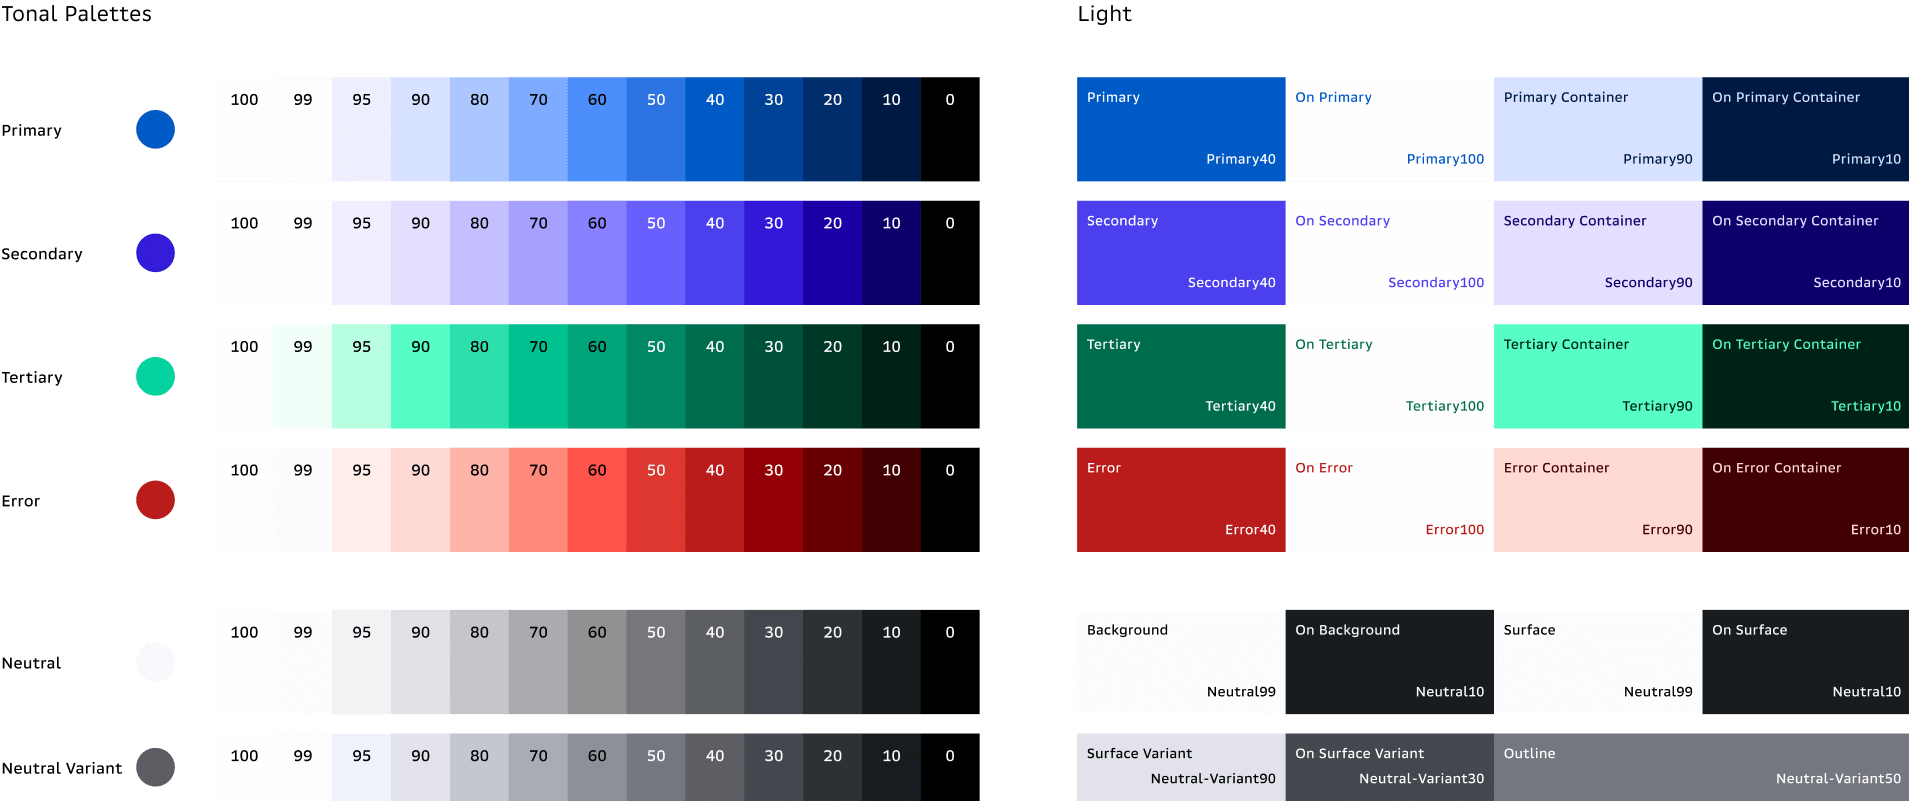 Tonal Palettes
Light
Primary
100 99 95 90 80 70 60 50 40 30 20 10 0
Primary
Primary40
On Primary
Primary100
Primary Container
Primary90
On Primary Container
Primary10
Secondary
100 99 95 90 80 70 60 50 40 30 20 10 0
Secondary
Secondary40
On Secondary
Secondary100
Secondary Container
Secondary90
On Secondary Container
Secondary10
Tertiary
100 99 95 90 80 70 60 50 40 30 20 10 0
Tertiary
Tertiary40
On Tertiary
Tertiary100
Tertiary Container
Tertiary90
On Tertiary Container
Tertiary10
Error
100 99 95 90 80 70 60 50 40 30 20 10 0
Error
Error40
On Error
Error100
Error Container
Error90
On Error Container
Error10
Neutral
100 99 95 90 80 70 60 50 40 30 20 10 0
Background
Neutral99
On Background
Neutral10
Surface
Neutral99
On Surface
Neutral10
Neutral Variant
100 99 95 90 80 70 60 50 40 30 20 10 0
Surface Variant
Neutral-Variant90
On Surface Variant
Neutral-Variant30
Outline
Neutral-Variant50